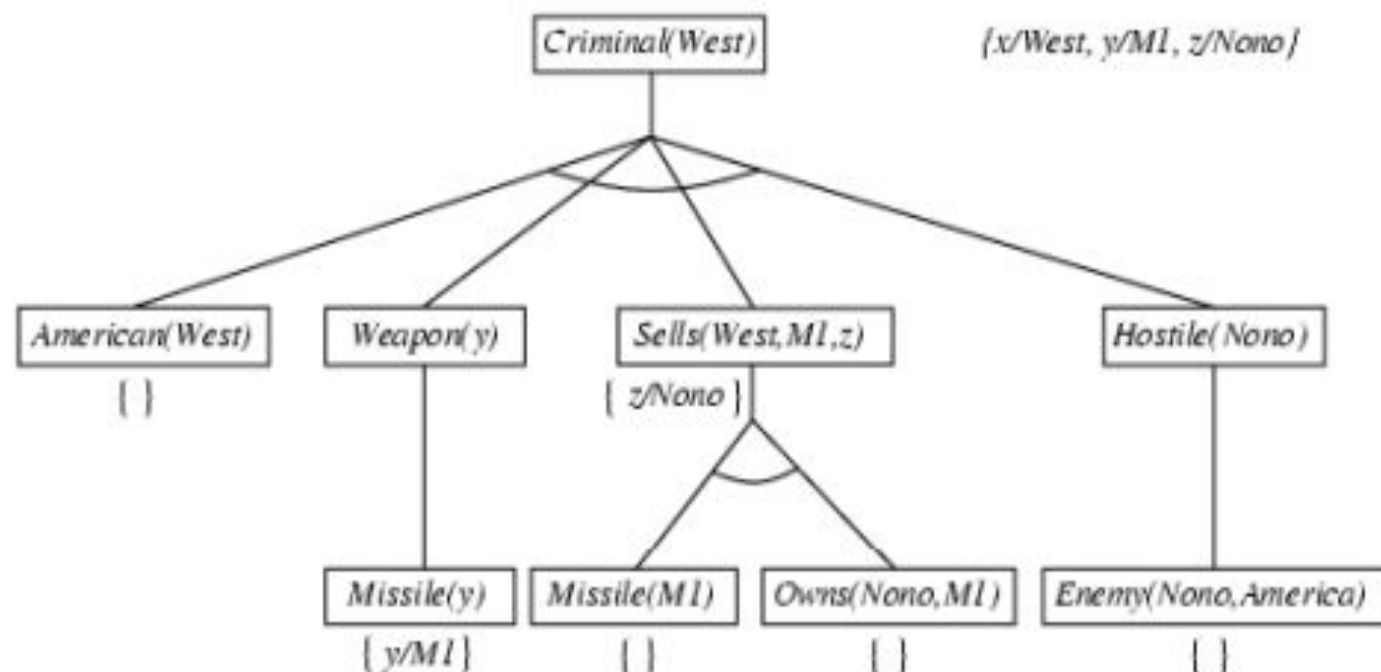 Criminal(West) {x/West, y/M1, z/Nono}
American(West) Weapon(y) Sells(West,M1,z) Hostile(Nono)
{ } { z/Nono }
Missile(y) Missile(M1) Owns(Nono,M1) Enemy(Nono,America)
{ y/M1 } { } { } { }